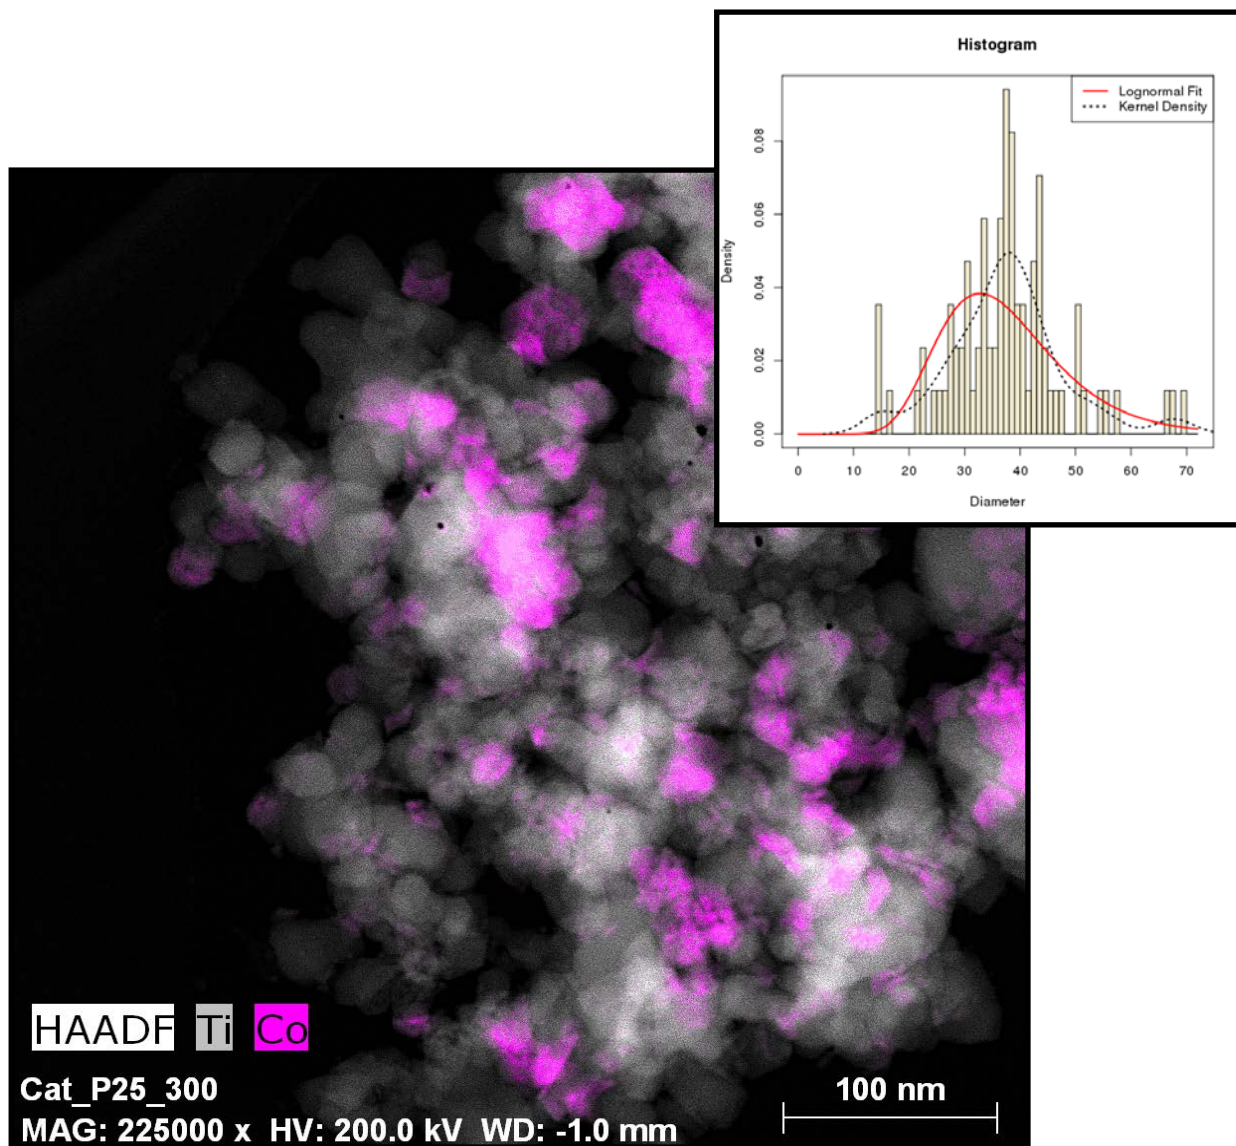 Histogram
Lognormal Fit
Kernel Density
Density
0.00 0.02 0.04 0.06 0.08
0 10 20 30 40 50 60 70
Diameter
HAADF Ti Co
Cat_P25_300
100 nm
MAG: 225000 x HV: 200.0 kV WD: -1.0 mm